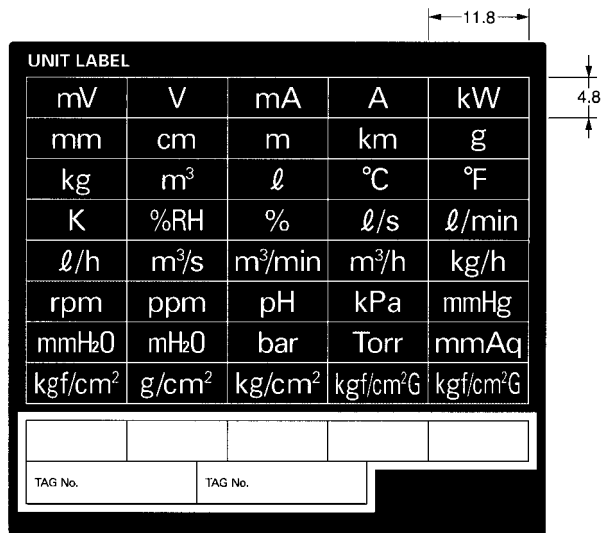 11.8
UNIT LABEL
4.8
mV V mA A kW
mm cm m km g
kg m³ ℓ °C °F
K %RH % ℓ/s ℓ/min
ℓ/h m³/s m³/min m³/h kg/h
rpm ppm pH kPa mmHg
mmH₂O mH₂O bar Torr mmAq
kgf/cm² g/cm² kg/cm² kgf/cm²G kgf/cm²G
TAG No. TAG No.